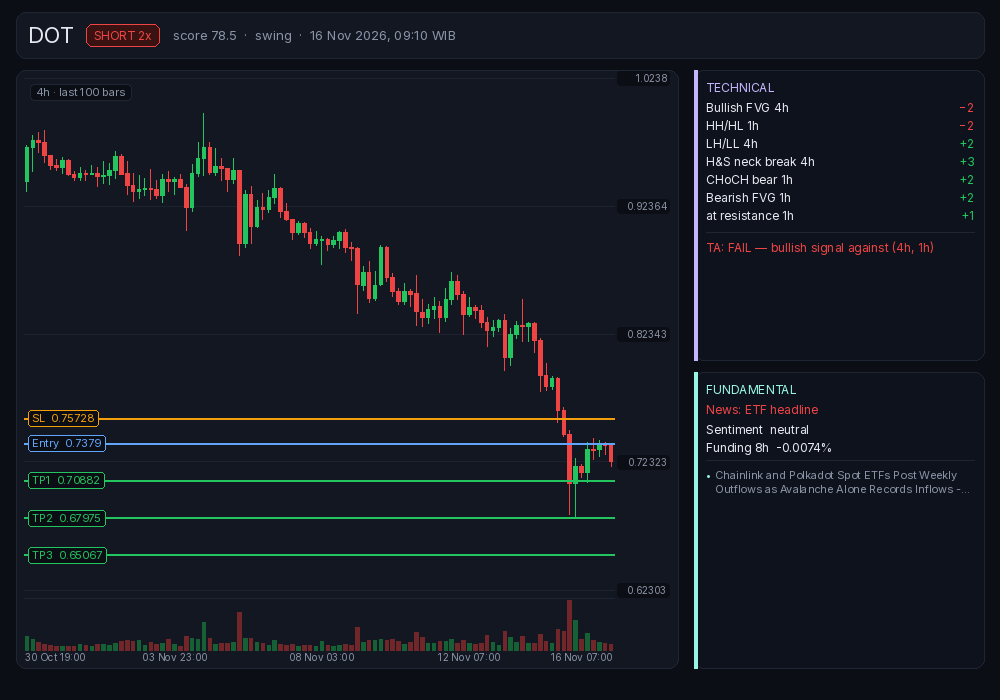 DOT SHORT 2x score 78.5 · swing · 16 Nov 2026, 09:10 WIB
4h · last 100 bars
1.0238
0.92364
0.82343
0.72323
0.62303
SL 0.75728
Entry 0.7379
TP1 0.70882
TP2 0.67975
TP3 0.65067
30 Oct 19:00 03 Nov 23:00 08 Nov 03:00 12 Nov 07:00 16 Nov 07:00
TECHNICAL
Bullish FVG 4h −2
HH/HL 1h −2
LH/LL 4h +2
H&S neck break 4h +3
CHoCH bear 1h +2
Bearish FVG 1h +2
at resistance 1h +1
TA: FAIL — bullish signal against (4h, 1h)
FUNDAMENTAL
News: ETF headline
Sentiment neutral
Funding 8h -0.0074%
• Chainlink and Polkadot Spot ETFs Post Weekly
Outflows as Avalanche Alone Records Inflows -...